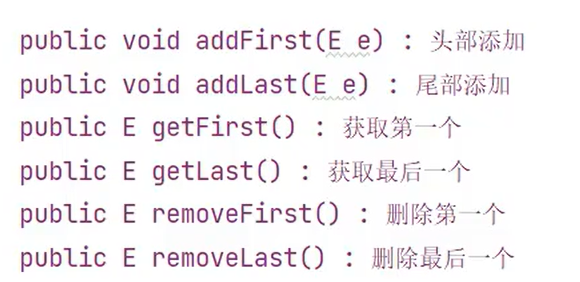 public void addFirst(E e) : 头部添加
public void addLast(E e) : 尾部添加
public E getFirst() : 获取第一个
public E getLast() : 获取最后一个
public E removeFirst() : 删除第一个
public E removeLast() : 删除最后一个